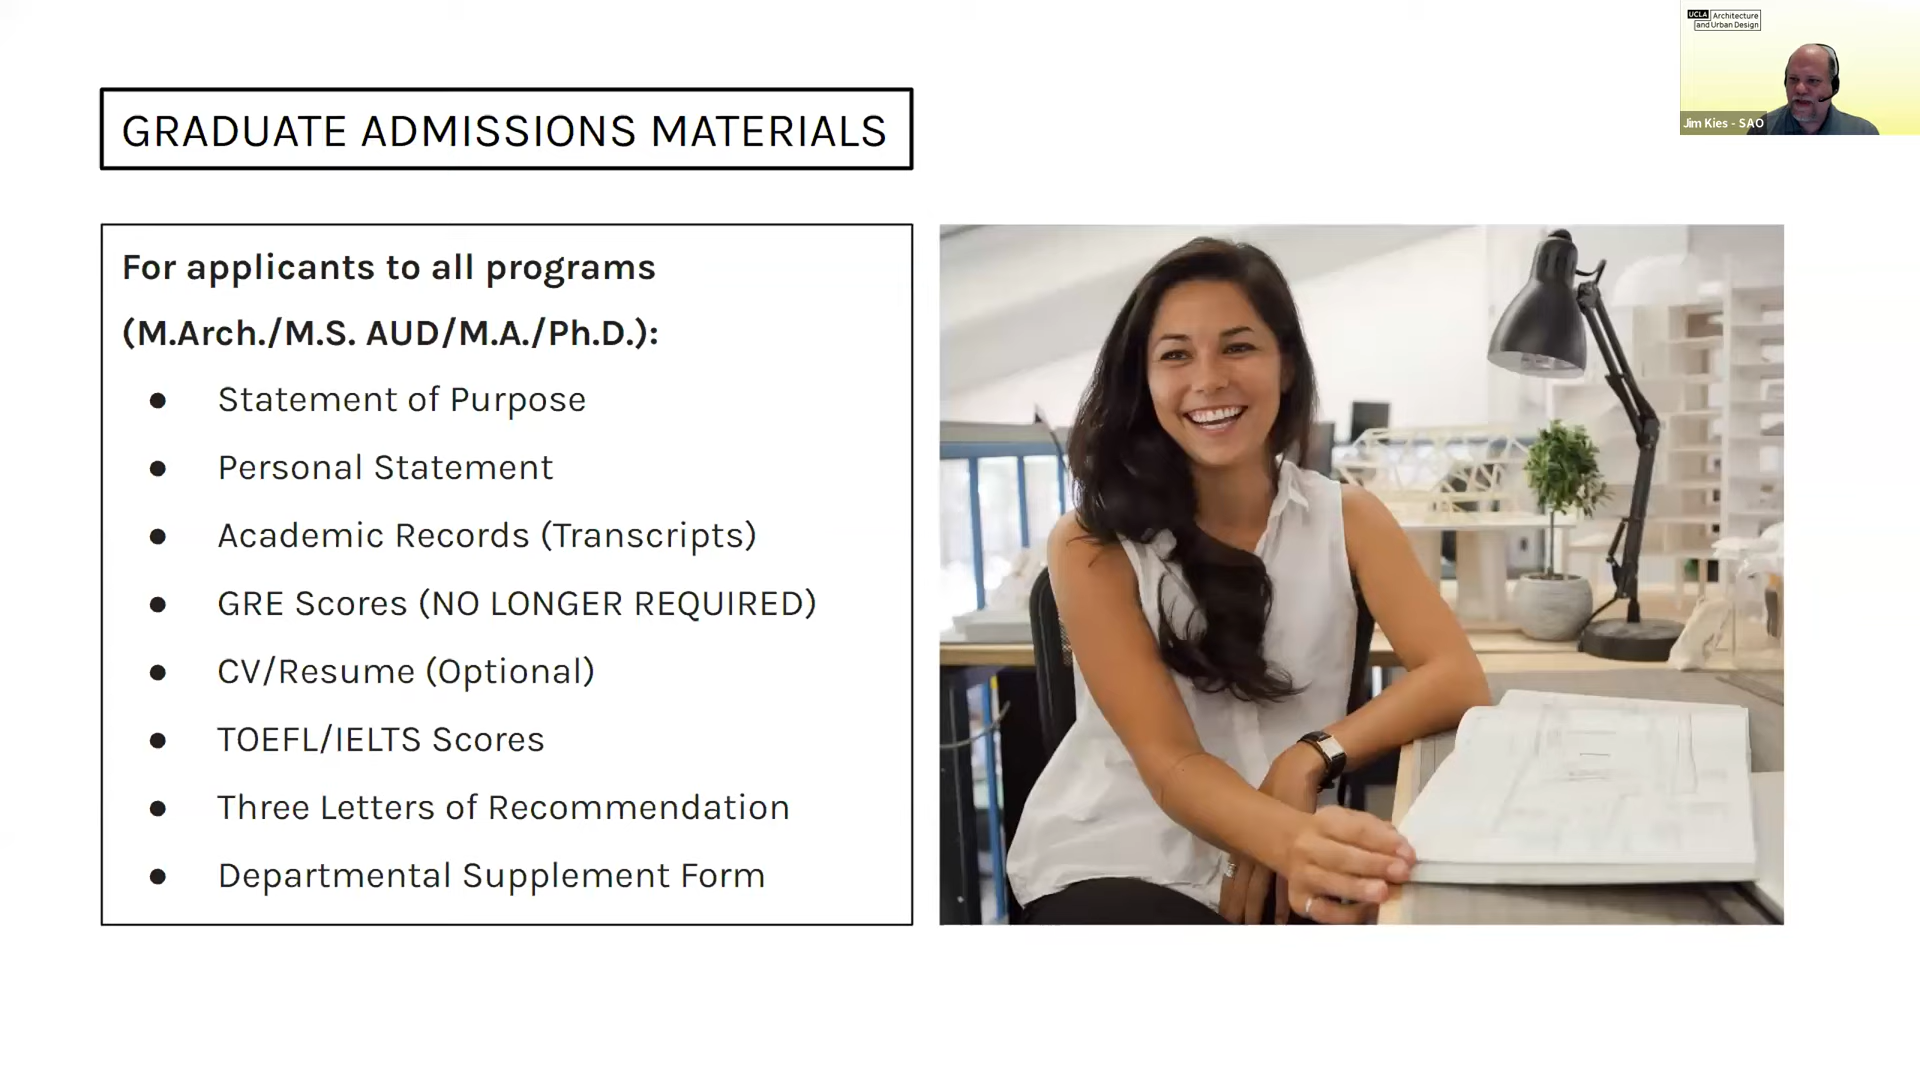 UCLA Architecture
and Urban Design
Jim Kies - SAO
GRADUATE ADMISSIONS MATERIALS
For applicants to all programs
(M.Arch./M.S. AUD/M.A./Ph.D.):
● Statement of Purpose
● Personal Statement
● Academic Records (Transcripts)
● GRE Scores (NO LONGER REQUIRED)
● CV/Resume (Optional)
● TOEFL/IELTS Scores
● Three Letters of Recommendation
● Departmental Supplement Form